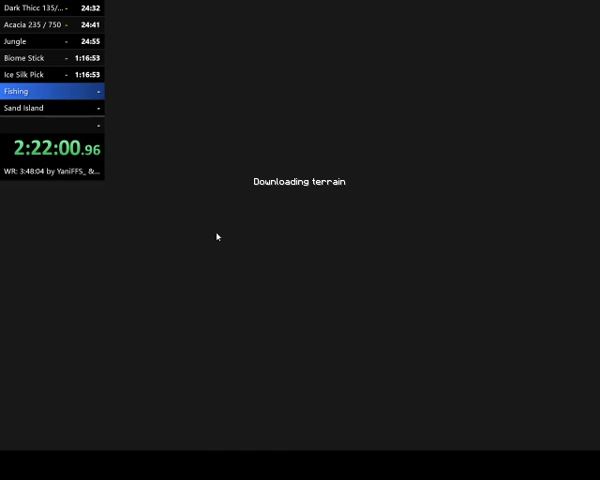 Dark Thicc 135/... - 24:32
Acacia 235 / 750 - 24:41
Jungle - 24:55
Biome Stick - 1:16:53
Ice Silk Pick - 1:16:53
Fishing -
Sand Island -
-
2:22:00.96
WR: 3:48:04 by YaniFFS_ &...
Downloading terrain